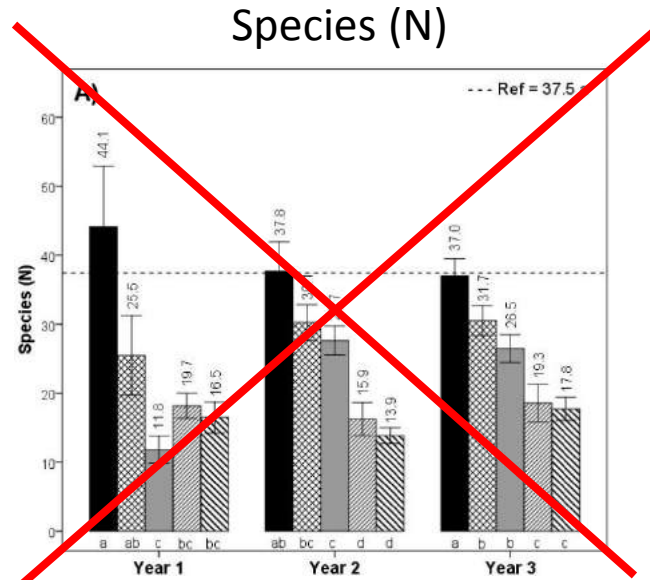 Species (N)
A)
--- Ref = 37.5
60
50
40
30
20
10
0
Species (N)
44.1
25.5
11.8
19.7
16.5
37.8
15.9
13.9
37.0
31.7
26.5
19.3
17.8
a ab c bc bc
ab bc c d d
a b b c c
Year 1 Year 2 Year 3